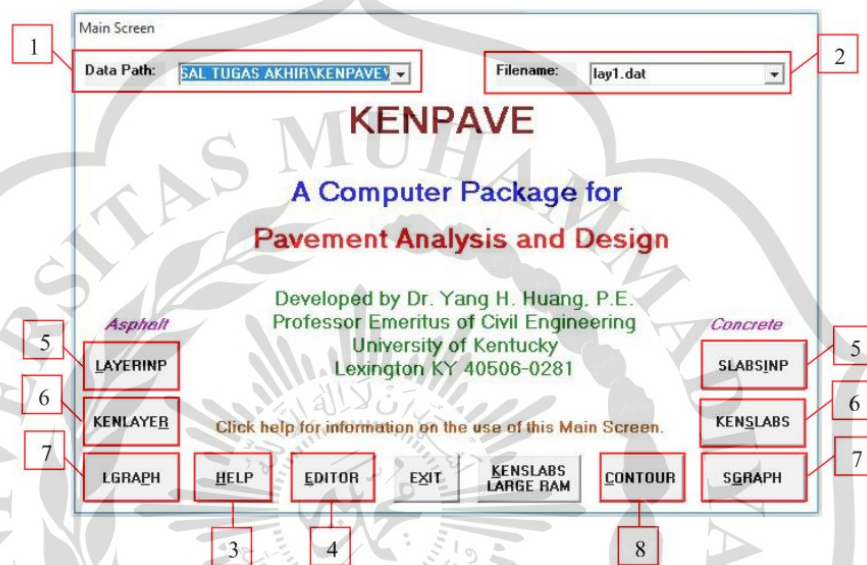 Main Screen
1
Data Path: SAL TUGAS AKHIR\KENPAVE\
Filename: lay1.dat
2
KENPAVE
A Computer Package for
Pavement Analysis and Design
Developed by Dr. Yang H. Huang, P.E.
Professor Emeritus of Civil Engineering
University of Kentucky
Lexington KY 40506-0281
Asphalt
Concrete
5
LAYERINP
SLABSINP
5
6
KENLAYER
Click help for information on the use of this Main Screen.
KENSLABS
6
7
LGRAPH
HELP
EDITOR
EXIT
KENSLABS
LARGE RAM
CONTOUR
SGRAPH
7
3
4
8